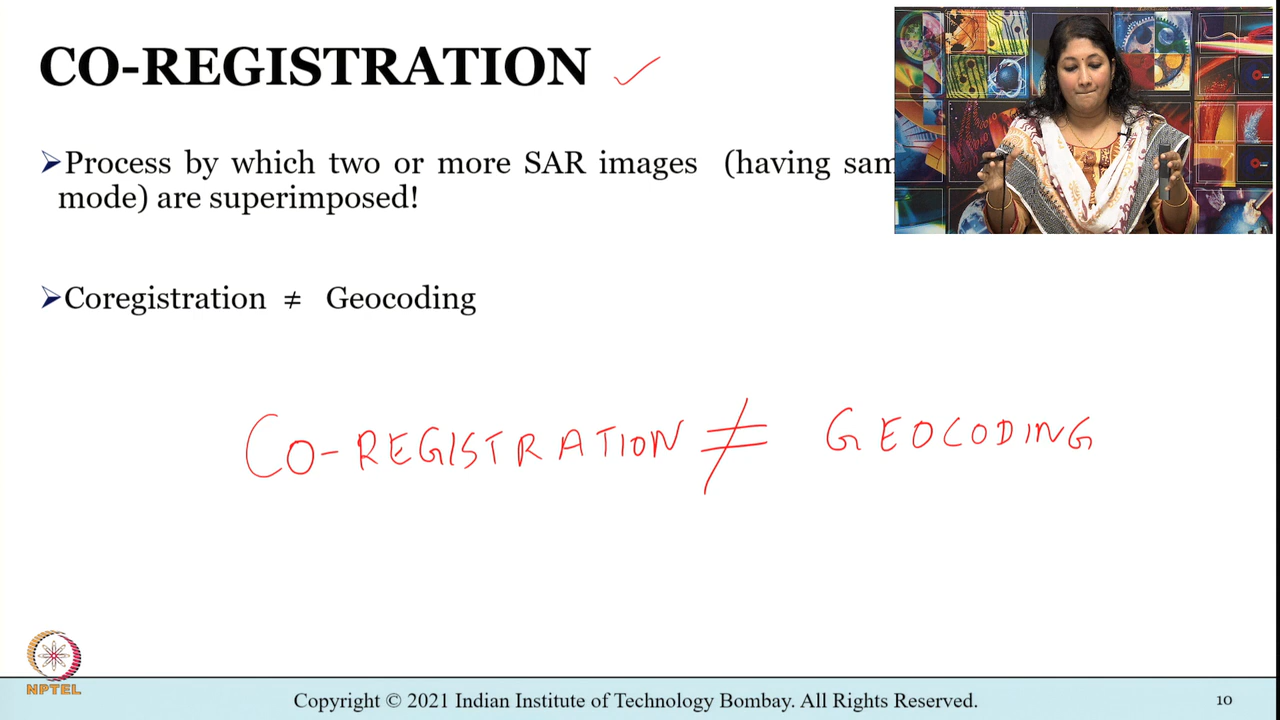 CO-REGISTRATION
➢Process by which two or more SAR images (having
mode) are superimposed!
➢Coregistration ≠ Geocoding
CO-REGISTRATION ≠ GEOCODING
NPTEL
Copyright © 2021 Indian Institute of Technology Bombay. All Rights Reserved.
10